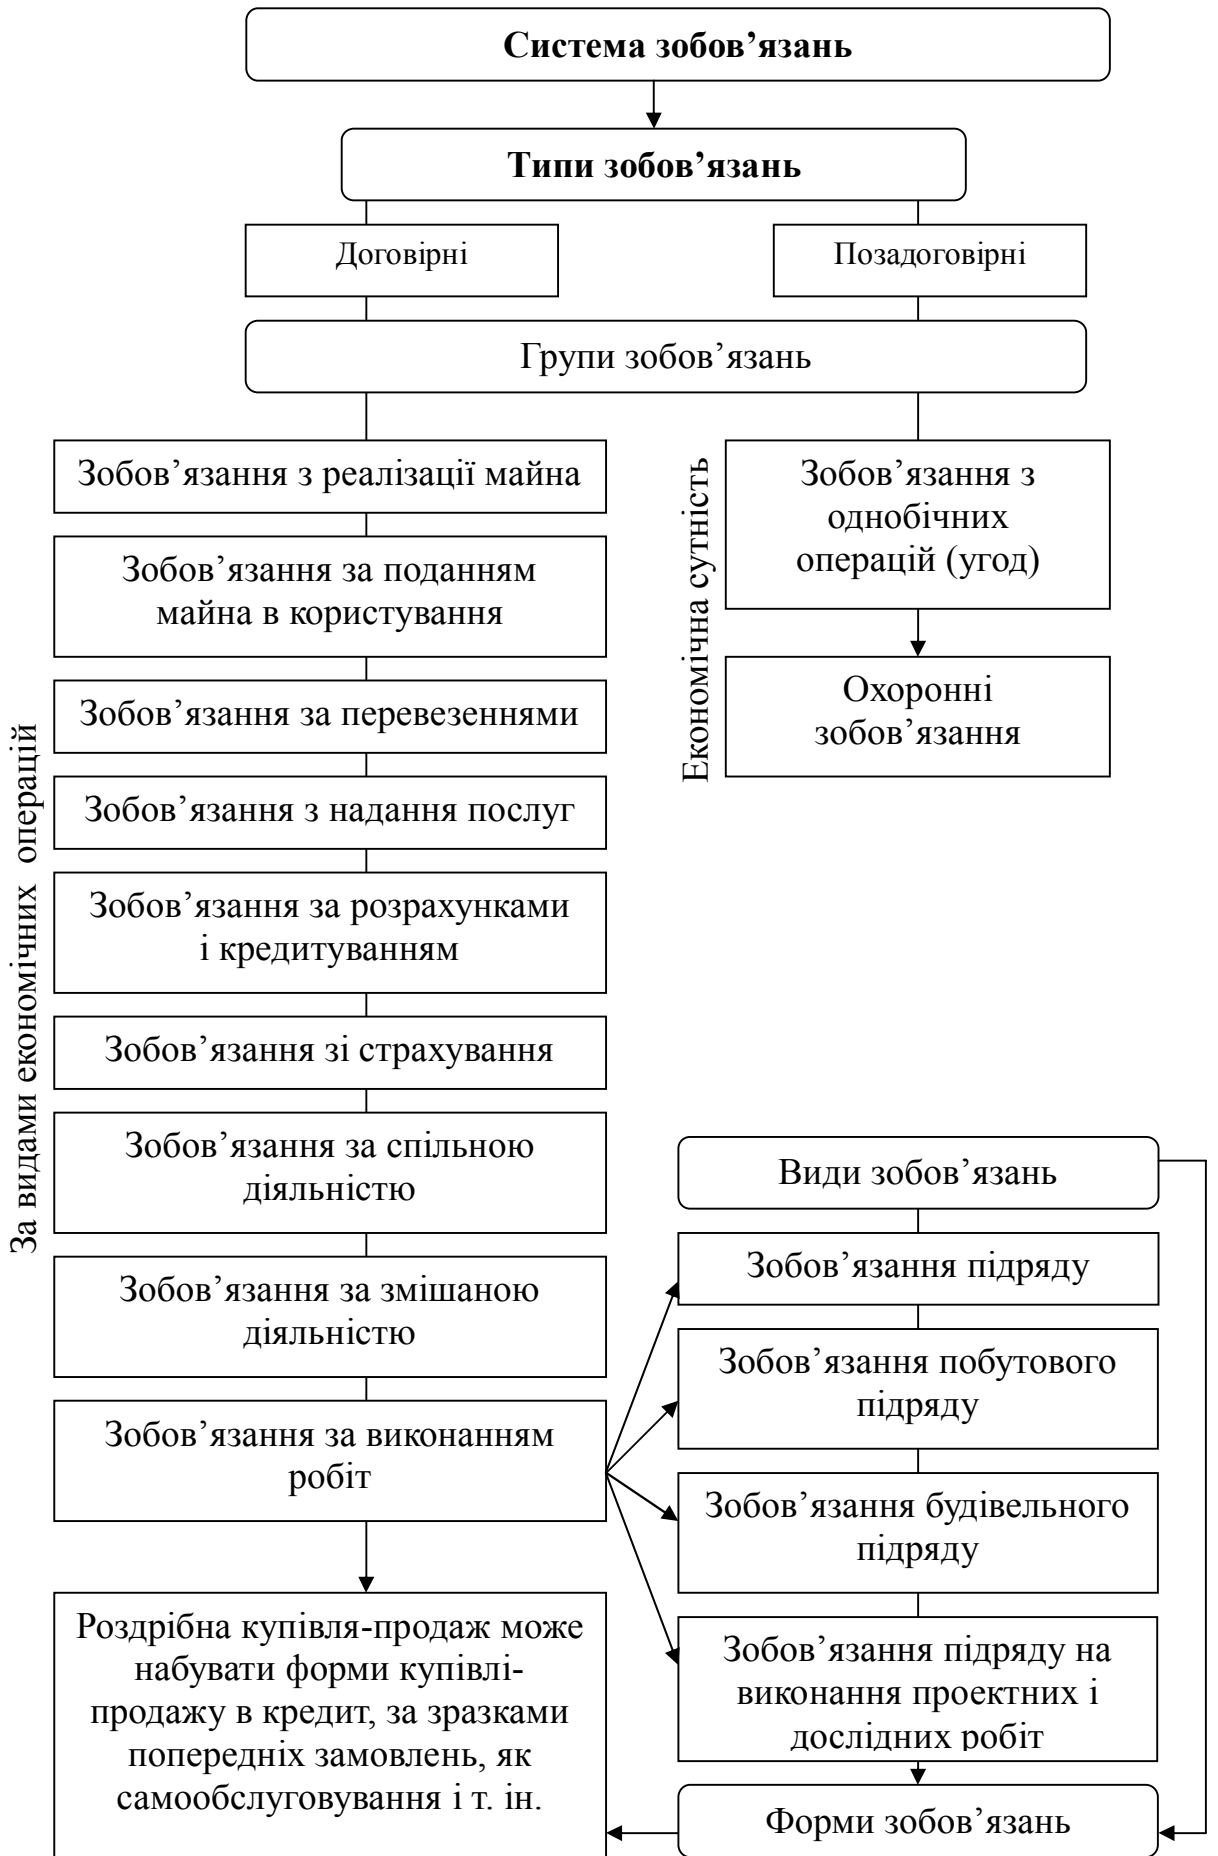 Система зобов’язань
Типи зобов’язань
Договірні
Позадоговірні
Групи зобов’язань
За видами економічних операцій
Зобов’язання з реалізації майна
Зобов’язання за поданням
майна в користування
Зобов’язання за перевезеннями
Зобов’язання з надання послуг
Зобов’язання за розрахунками
і кредитуванням
Зобов’язання зі страхування
Зобов’язання за спільною
діяльністю
Зобов’язання за змішаною
діяльністю
Зобов’язання за виконанням
робіт
Роздрібна купівля-продаж може
набувати форми купівлі-
продажу в кредит, за зразками
попередніх замовлень, як
самообслуговування і т. ін.
Економічна сутність
Зобов’язання з
однобічних
операцій (угод)
Охоронні
зобов’язання
Види зобов’язань
Зобов’язання підряду
Зобов’язання побутового
підряду
Зобов’язання будівельного
підряду
Зобов’язання підряду на
виконання проектних і
дослідних робіт
Форми зобов’язань